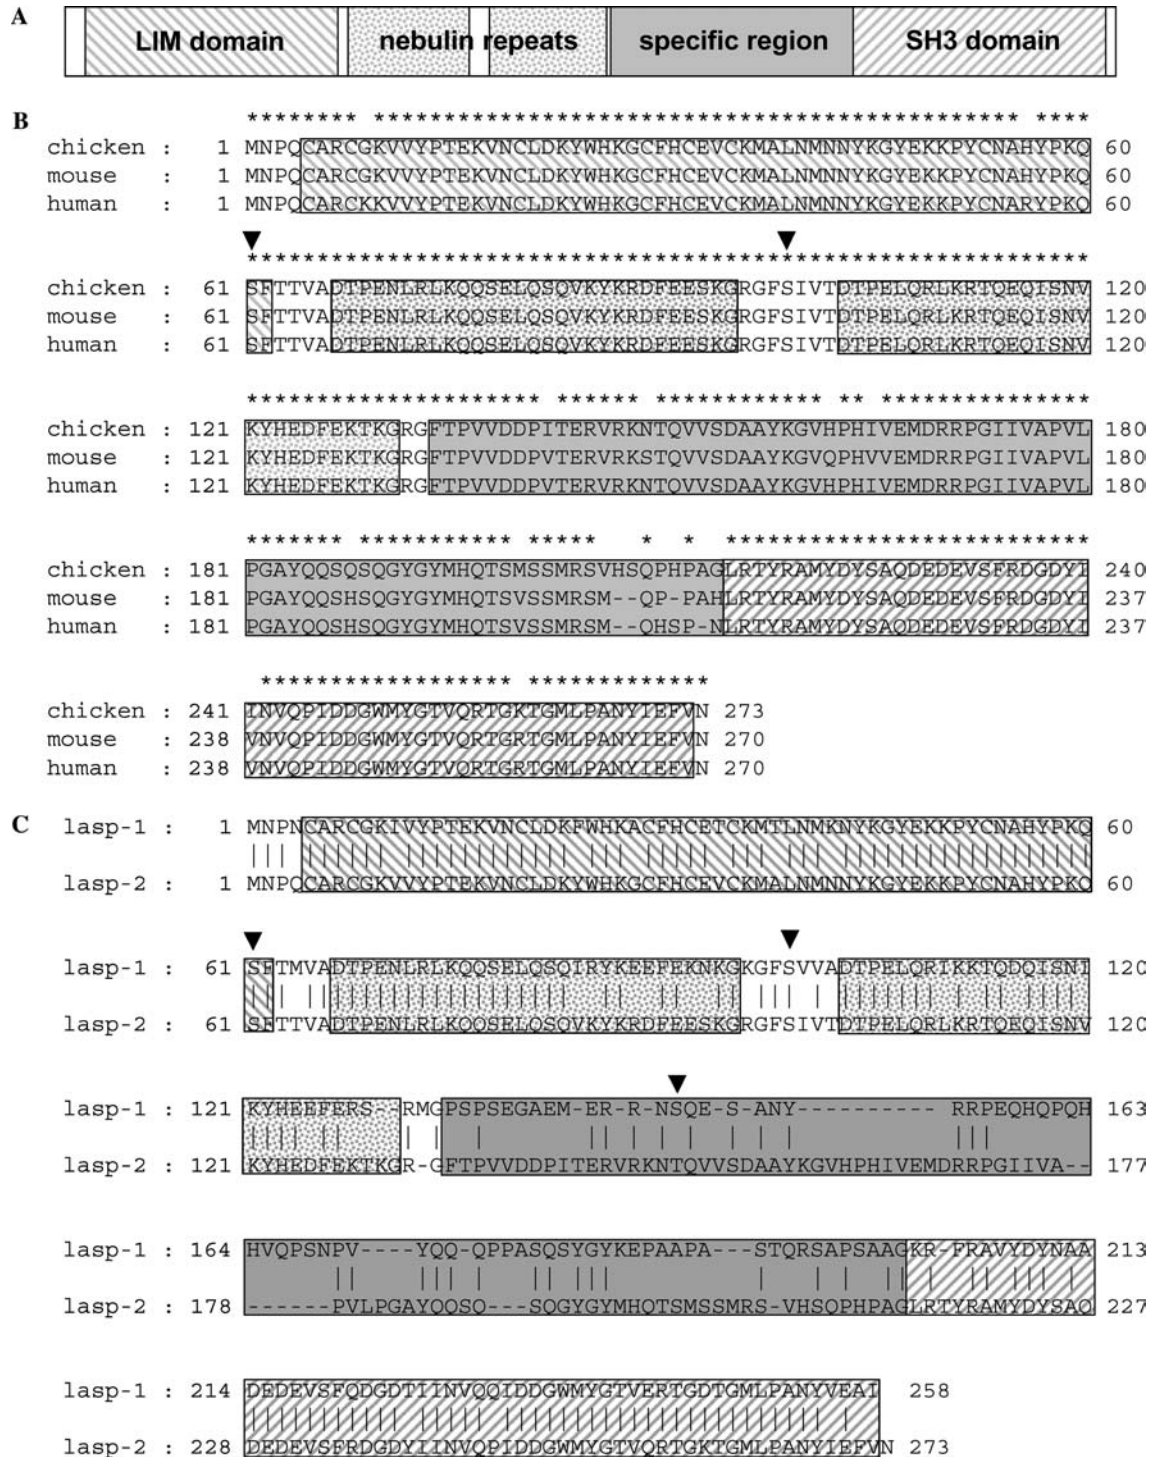 A
LIM domain nebulin repeats specific region SH3 domain
B
******** ********************************************** ****
chicken : 1 MNPQCARCGKVVYPTEKVNCLDKYWHKGCFHCEVCKMALNMNNYKGYEKKPYCNAHYPKQ 60
mouse : 1 MNPQCARCGKVVYPTEKVNCLDKYWHKGCFHCEVCKMALNMNNYKGYEKKPYCNAHYPKQ 60
human : 1 MNPQCARCKKVVYPTEKVNCLDKYWHKGCFHCEVCKMALNMNNYKGYEKKPYCNARYPKQ 60
************************************************************
chicken : 61 SFTTVADTPENLRLKQQSELQSQVKYKRDFEESKGRGFSIVTDTPELQRLKRTQEQISNV 120
mouse : 61 SFTTVADTPENLRLKQQSELQSQVKYKRDFEESKGRGFSIVTDTPELQRLKRTQEQISNV 120
human : 61 SFTTVADTPENLRLKQQSELQSQVKYKRDFEESKGRGFSIVTDTPELQRLKRTQEQISNV 120
********************* ****** ************ ** ***************
chicken : 121 KYHEDFEKTKGRGFTPVVDDPITERVRKNTQVVSDAAYKGVHPHIVEMDRRPGIIVAPVL 180
mouse : 121 KYHEDFEKTKGRGFTPVVDDPVTERVRKSTQVVSDAAYKGVQPHVVEMDRRPGIIVAPVL 180
human : 121 KYHEDFEKTKGRGFTPVVDDPVTERVRKNTQVVSDAAYKGVHPHIVEMDRRPGIIVAPVL 180
******* *********** ***** * * **************************
chicken : 181 PGAYQQSQSQGYGYMHQTSMSSMRSVHSQPHPAGLRTYRAMYDYSAQDEDEVSFRDGDYI 240
mouse : 181 PGAYQQSHSQGYGYMHQTSVSSMRSM--QP-PAHLRTYRAMYDYSAQDEDEVSFRDGDYI 237
human : 181 PGAYQQSHSQGYGYMHQTSVSSMRSM--QHSP-NLRTYRAMYDYSAQDEDEVSFRDGDYI 237
****************** *************
chicken : 241 INVQPIDDGWMYGTVQRTGKTGMLPANYIEFVN 273
mouse : 238 VNVQPIDDGWMYGTVQRTGRTGMLPANYIEFVN 270
human : 238 VNVQPIDDGWMYGTVQRTGRTGMLPANYIEFVN 270
C
lasp-1 : 1 MNPNCARCGKIVYPTEKVNCLDKFWHKACFHCETCKMTLNMKNYKGYEKKPYCNAHYPKQ 60
lasp-2 : 1 MNPQCARCGKVVYPTEKVNCLDKYWHKGCFHCEVCKMALNMNNYKGYEKKPYCNAHYPKQ 60
lasp-1 : 61 SFTMVADTPENLRLKQQSELQSQIRYKEEFEKNKGKGFSVVADTPELQRIKKTQDQISNI 120
lasp-2 : 61 SFTTVADTPENLRLKQQSELQSQVKYKRDFEESKGRGFSIVTDTPELQRLKRTQEQISNV 120
lasp-1 : 121 KYHEEFERS--RMGPSPSEGAEM-ER-R-NSQE-S-ANY---------- RRPEQHQPQH 163
lasp-2 : 121 KYHEDFEKTKGR-GFTPVVDDPITERVRKNTQVVSDAAYKGVHPHIVEMDRRPGIIVA-- 177
lasp-1 : 164 HVQPSNPV----YQQ-QPPASQSYGYKEPAAPA---STQRSAPSAAGKR-FRAVYDYNAA 213
lasp-2 : 178 ------PVLPGAYQQSQ---SQGYGYMHQTSMSSMRS-VHSQPHPAGLRTYRAMYDYSAQ 227
lasp-1 : 214 DEDEVSFQDGDTIINVQQIDDGWMYGTVERTGDTGMLPANYVEAI 258
lasp-2 : 228 DEDEVSFRDGDYIINVQPIDDGWMYGTVQRTGKTGMLPANYIEFVN 273